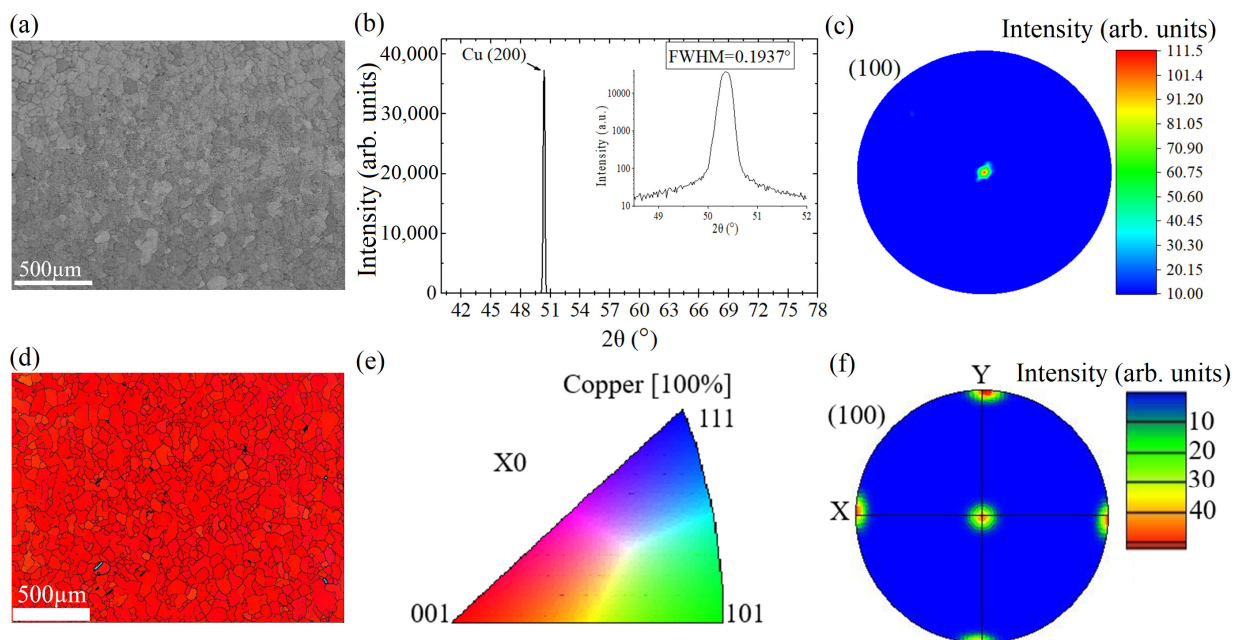 (a)
500µm
(b)
Intensity (arb. units)
40,000
30,000
20,000
10,000
0
Cu (200)
FWHM=0.1937°
Intensity (a.u.)
10000
1000
100
10
49 50 51 52
2θ (°)
42 45 48 51 54 57 60 63 66 69 72 75 78
2θ (°)
(c)
Intensity (arb. units)
(100)
111.5
101.4
91.20
81.05
70.90
60.75
50.60
40.45
30.30
20.15
10.00
(d)
500µm
(e)
Copper [100%]
X0
111
001
101
(f)
Intensity (arb. units)
(100)
Y
X
10
20
30
40